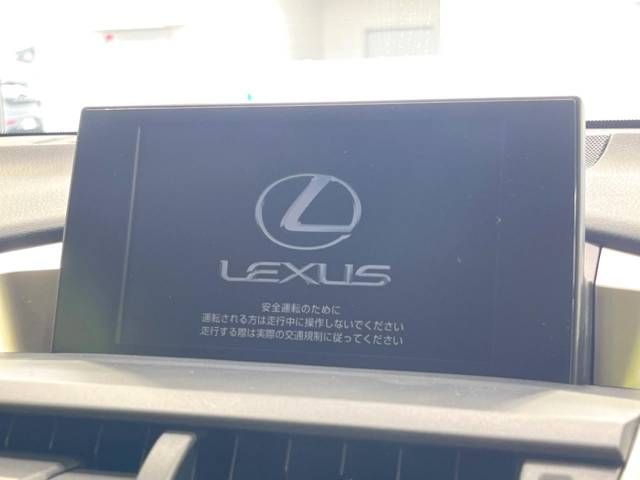 LEXUS
安全運転のために
運転される方は走行中に操作しないでください
走行する際は実際の交通規制に従ってください